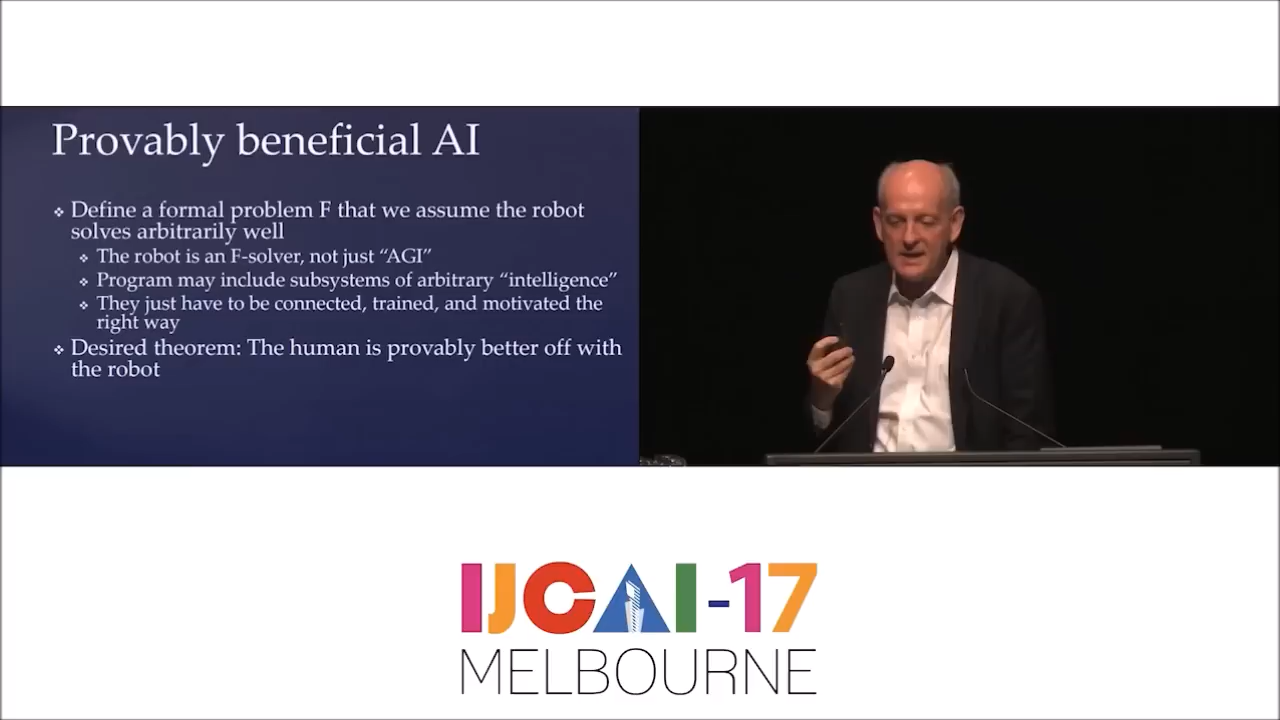 Provably beneficial AI
❖ Define a formal problem F that we assume the robot
solves arbitrarily well
❖ The robot is an F-solver, not just “AGI”
❖ Program may include subsystems of arbitrary “intelligence”
❖ They just have to be connected, trained, and motivated the
right way
❖ Desired theorem: The human is provably better off with
the robot
IJCAI-17
MELBOURNE